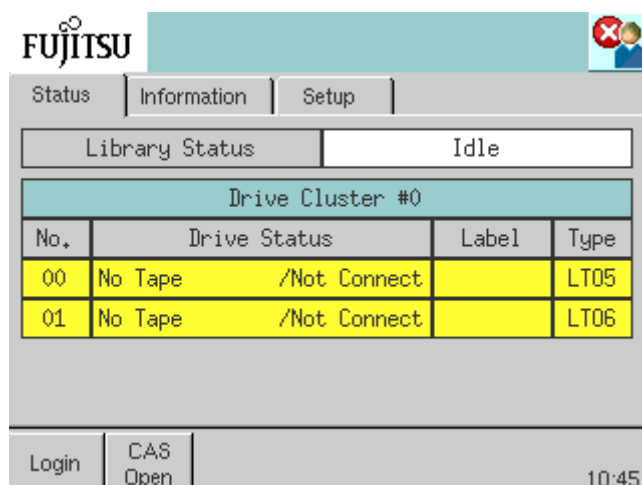 FUJITSU
Status Information Setup
Library Status Idle
Drive Cluster #0
No. Drive Status Label Type
00 No Tape /Not Connect LTO5
01 No Tape /Not Connect LTO6
Login CAS Open 10:45